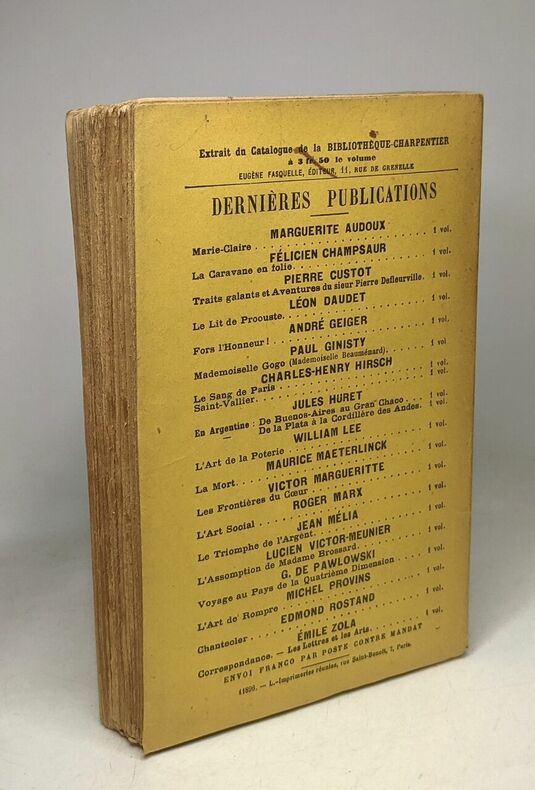 Extrait du Catalogue de la BIBLIOTHÈQUE-CHARPENTIER
à 3 fr. 50 le volume
EUGÈNE FASQUELLE, ÉDITEUR, 11, RUE DE GRENELLE
DERNIÈRES PUBLICATIONS
MARGUERITE AUDOUX
Marie-Claire . . . 1 vol.
FÉLICIEN CHAMPSAUR
La Caravane en folie . . . 1 vol.
PIERRE CUSTOT
Traits galants et Aventures du sieur Pierre Defleurville. 1 vol.
LÉON DAUDET
Le Lit de Procuste . . . 1 vol.
ANDRÉ GEIGER
Fors l'Honneur ! . . . 1 vol.
PAUL GINISTY
Mademoiselle Gogo (Mademoiselle Beauménard). . . . 1 vol
CHARLES-HENRY HIRSCH
Le Sang de Paris . . . 1 vol.
Saint-Vallier . . . 1 vol.
JULES HURET
En Argentine : De Buenos-Aires au Gran Chaco . . . 1 vol.
— De la Plata à la Cordillère des Andes. 1 vol.
WILLIAM LEE
L'Art de la Poterie . . . 1 vol.
MAURICE MAETERLINCK
La Mort . . . 1 vol.
VICTOR MARGUERITTE
Les Frontières du Cœur . . . 1 vol.
ROGER MARX
L'Art Social . . . 1 vol.
JEAN MÉLIA
Le Triomphe de l'Argent . . . 1 vol.
LUCIEN VICTOR-MEUNIER
L'Assomption de Madame Brossard . . . 1 vol.
G. DE PAWLOWSKI
Voyage au Pays de la Quatrième Dimension . . . 1 vol.
MICHEL PROVINS
L'Art de Rompre . . . 1 vol.
EDMOND ROSTAND
Chantecler . . . 1 vol.
ÉMILE ZOLA
Correspondance. — Les Lettres et les Arts . . . 1 vol.
ENVOI FRANCO PAR POSTE CONTRE MANDAT
— L.-Imprimeries réunies, rue Saint-Benoît, 7, Paris.